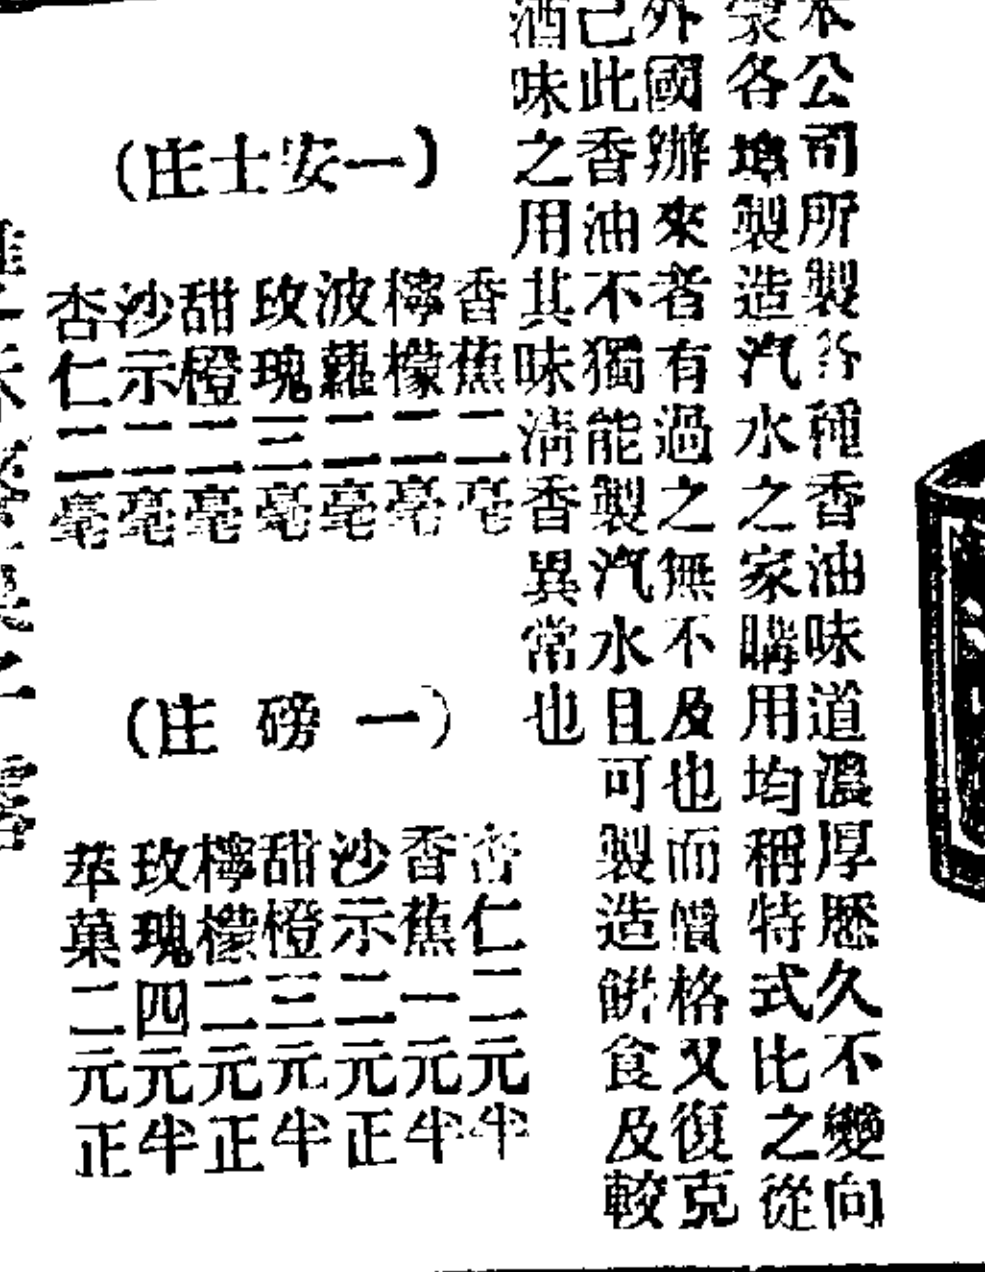 本公司所製各種香油味道濃厚歷久不變向
蒙各埠製造汽水之家購用均稱特式比之從
外國辦來者有過之無不及也而價格又復克
己此香油不獨能製汽水且可製造餅食及較
酒味之用其味淸香異常也
(一安士庄)
香蕉二毫
檸檬二毫
波蘿二毫
玫瑰三毫
甜橙二毫
沙示二毫
杏仁二毫
(一磅庄)
杏仁二元半
香蕉一元半
沙示二元正
甜橙三元半
檸檬二元正
玫瑰四元半
苹菓二元正